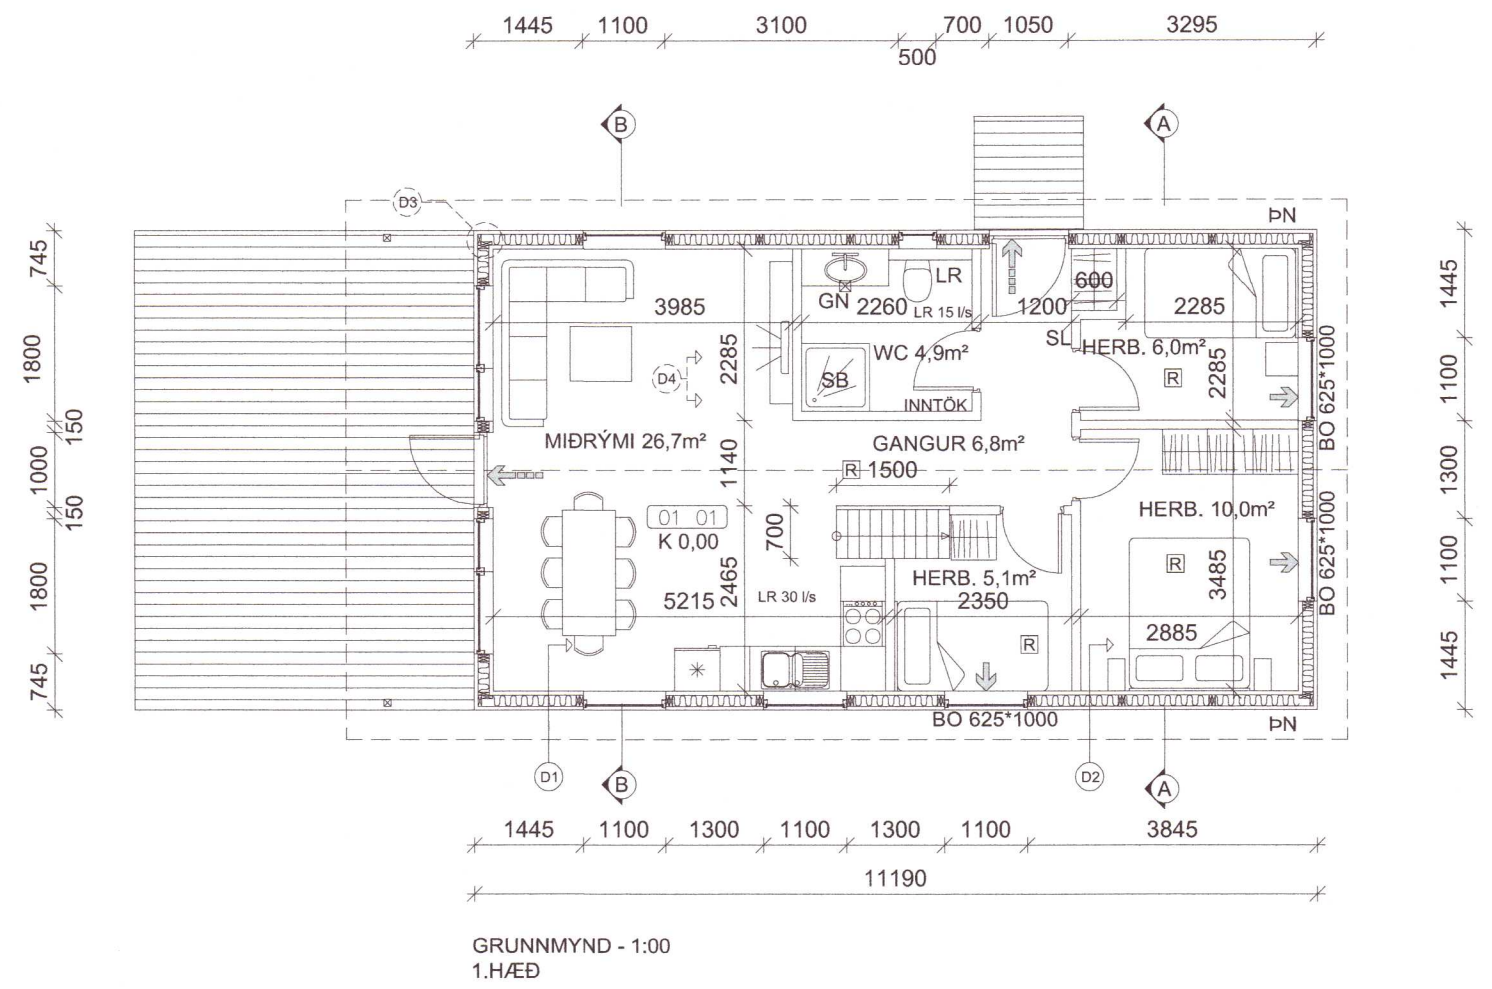 1445 1100 3100 700 1050 3295
500
B A
D3
ÞN
745
1800
150
1000
150
1800
745
1445
1100
1300
1100
1445
LR
GN
600
3985 2260 LR 15 l/s 1200 2285
SL
WC 4,9m²
HERB. 6,0m²
2285
D4
SB
R
2285
BO 625*1000
INNTÖK
MIÐRÝMI 26,7m²
GANGUR 6,8m²
1140
R 1500
HERB. 10,0m²
01 01
K 0,00
700
BO 625*1000
R
HERB. 5,1m²
3485
2465
LR 30 l/s
5215
2350
R
2885
BO 625*1000
ÞN
D1 B D2 A
1445 1100 1300 1100 1300 1100 3845
11190
GRUNNMYND - 1:00
1.HÆÐ